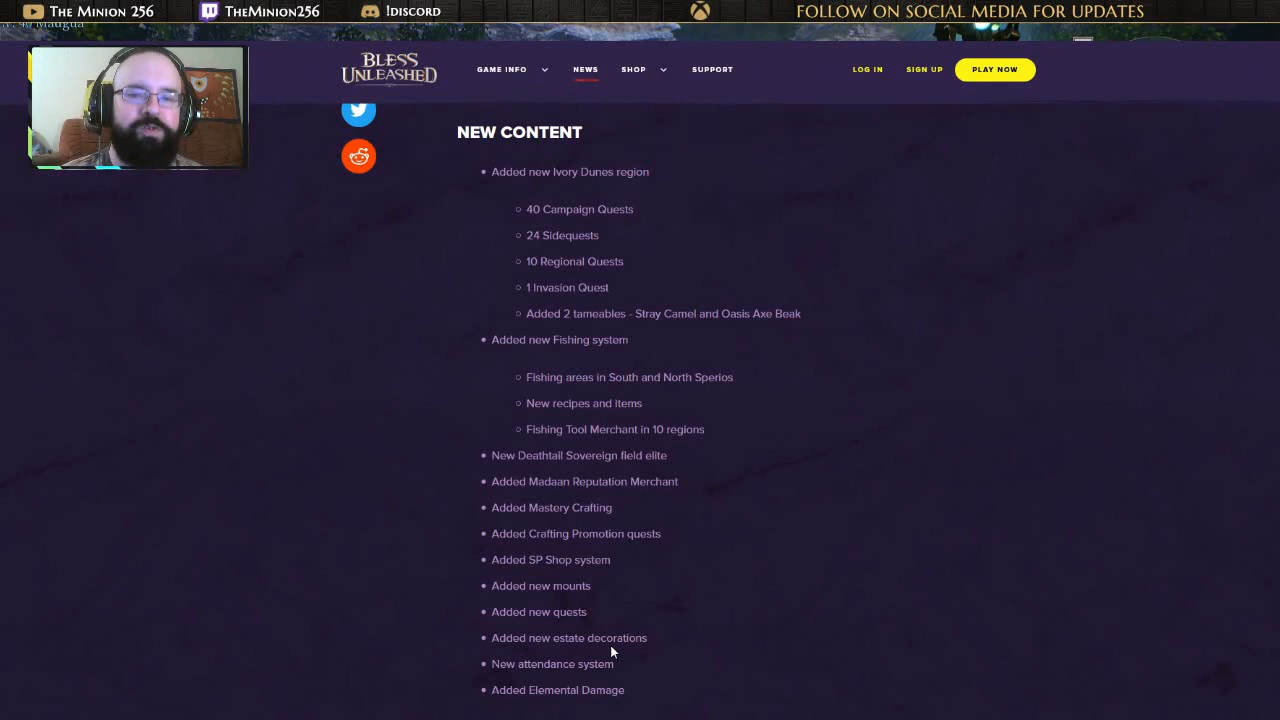 The Minion 256
TheMinion256
!discord
FOLLOW ON SOCIAL MEDIA FOR UPDATES
BLESS
UNLEASHED
GAME INFO
NEWS
SHOP
SUPPORT
LOG IN
SIGN UP
PLAY NOW
NEW CONTENT
• Added new Ivory Dunes region
○ 40 Campaign Quests
○ 24 Sidequests
○ 10 Regional Quests
○ 1 Invasion Quest
○ Added 2 tameables - Stray Camel and Oasis Axe Beak
• Added new Fishing system
○ Fishing areas in South and North Sperios
○ New recipes and items
○ Fishing Tool Merchant in 10 regions
• New Deathtail Sovereign field elite
• Added Madaan Reputation Merchant
• Added Mastery Crafting
• Added Crafting Promotion quests
• Added SP Shop system
• Added new mounts
• Added new quests
• Added new estate decorations
• New attendance system
• Added Elemental Damage